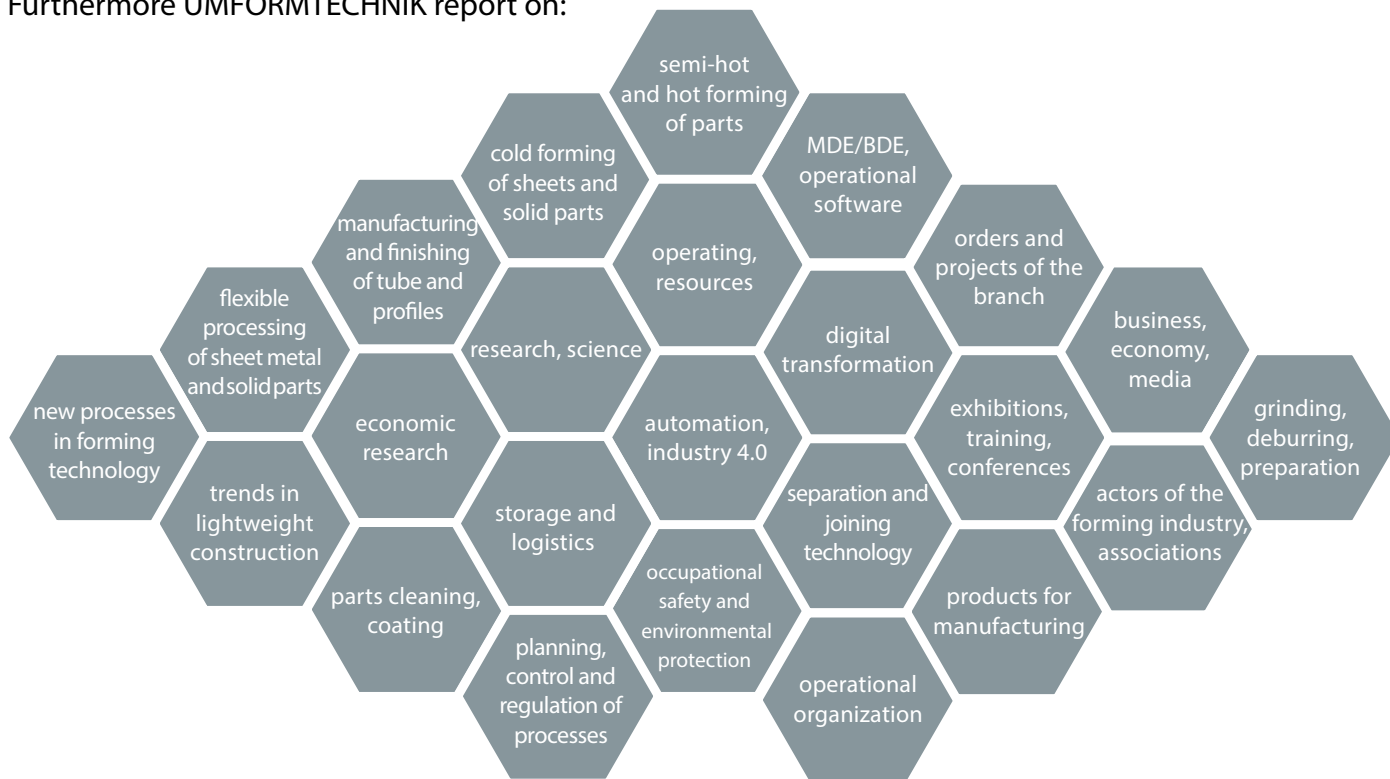 Furthermore UMFORMTECHNIK report on:
semi-hot
and hot forming
of parts
cold forming
of sheets and
solid parts
MDE/BDE,
operational
software
manufacturing
and finishing
of tube and
profiles
operating,
resources
orders and
projects of the
branch
flexible
processing
of sheet metal
and solid parts
research, science
digital
transformation
business,
economy,
media
new processes
in forming
technology
economic
research
automation,
industry 4.0
exhibitions,
training,
conferences
grinding,
deburring,
preparation
trends in
lightweight
construction
storage and
logistics
separation and
joining
technology
actors of the
forming industry,
associations
parts cleaning,
coating
occupational
safety and
environmental
protection
products for
manufacturing
planning,
control and
regulation of
processes
operational
organization